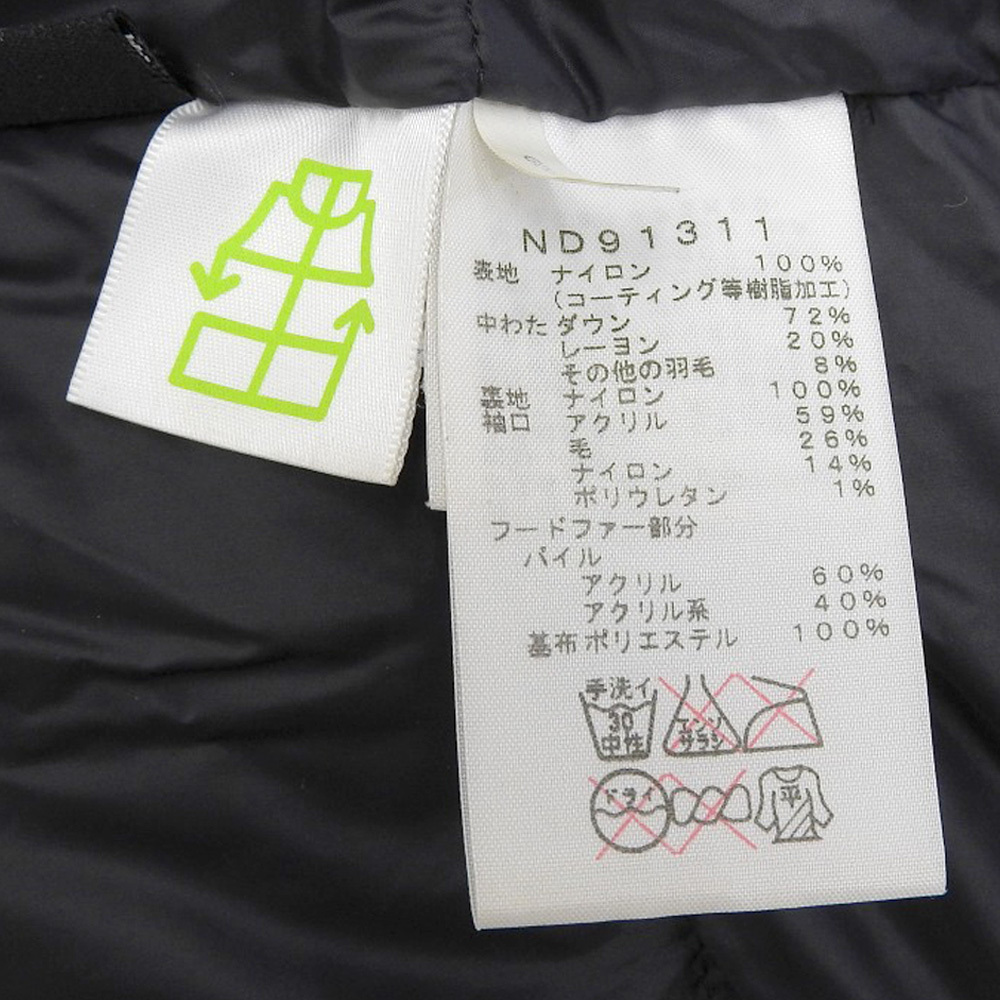 ND91311
表地 ナイロン 100%
(コーティング等樹脂加工)
中わた ダウン 72%
レーヨン 20%
その他の羽毛 8%
裏地 ナイロン 100%
袖口 アクリル 59%
毛 26%
ナイロン 14%
ポリウレタン 1%
フードファー部分
パイル
アクリル 60%
アクリル系 40%
基布 ポリエステル 100%
手洗イ
30
中性
エンソ
サラシ
ドライ
平